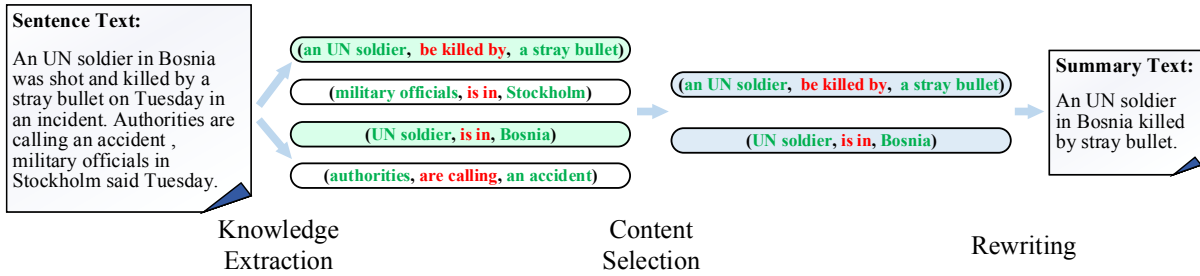 Sentence Text:
An UN soldier in Bosnia
was shot and killed by a
stray bullet on Tuesday in
an incident. Authorities are
calling an accident ,
military officials in
Stockholm said Tuesday.
(an UN soldier, be killed by, a stray bullet)
(military officials, is in, Stockholm)
(UN soldier, is in, Bosnia)
(authorities, are calling, an accident)
Knowledge
Extraction
(an UN soldier, be killed by, a stray bullet)
(UN soldier, is in, Bosnia)
Content
Selection
Summary Text:
An UN soldier
in Bosnia killed
by stray bullet.
Rewriting